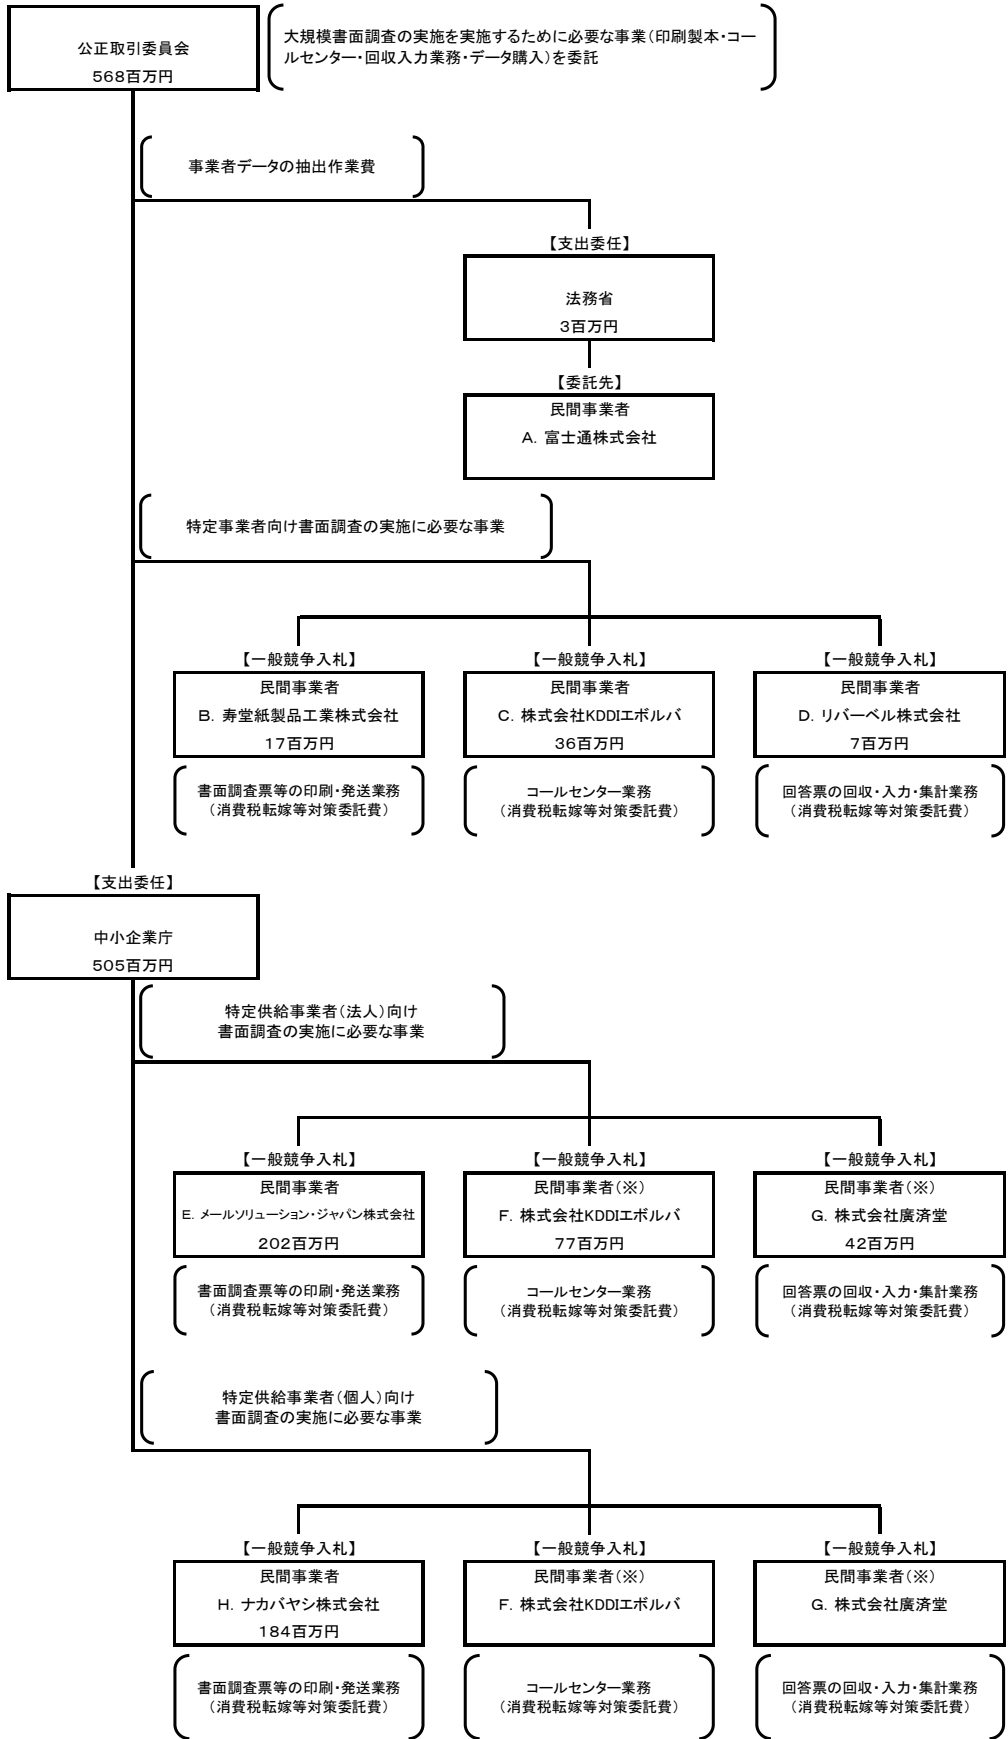 公正取引委員会
568百万円
大規模書面調査の実施を実施するために必要な事業（印刷製本・コー
ルセンター・回収入力業務・データ購入）を委託
事業者データの抽出作業費
【支出委任】
法務省
3百万円
【委託先】
民間事業者
A. 富士通株式会社
特定事業者向け書面調査の実施に必要な事業
【一般競争入札】
民間事業者
B. 寿堂紙製品工業株式会社
17百万円
書面調査票等の印刷・発送業務
（消費税転嫁等対策委託費）
【一般競争入札】
民間事業者
C. 株式会社KDDIエボルバ
36百万円
コールセンター業務
（消費税転嫁等対策委託費）
【一般競争入札】
民間事業者
D. リバーベル株式会社
7百万円
回答票の回収・入力・集計業務
（消費税転嫁等対策委託費）
【支出委任】
中小企業庁
505百万円
特定供給事業者（法人）向け
書面調査の実施に必要な事業
【一般競争入札】
民間事業者
E. メールソリューション・ジャパン株式会社
202百万円
書面調査票等の印刷・発送業務
（消費税転嫁等対策委託費）
【一般競争入札】
民間事業者（※）
F. 株式会社KDDIエボルバ
77百万円
コールセンター業務
（消費税転嫁等対策委託費）
【一般競争入札】
民間事業者（※）
G. 株式会社廣済堂
42百万円
回答票の回収・入力・集計業務
（消費税転嫁等対策委託費）
特定供給事業者（個人）向け
書面調査の実施に必要な事業
【一般競争入札】
民間事業者
H. ナカバヤシ株式会社
184百万円
書面調査票等の印刷・発送業務
（消費税転嫁等対策委託費）
【一般競争入札】
民間事業者（※）
F. 株式会社KDDIエボルバ
コールセンター業務
（消費税転嫁等対策委託費）
【一般競争入札】
民間事業者（※）
G. 株式会社廣済堂
回答票の回収・入力・集計業務
（消費税転嫁等対策委託費）